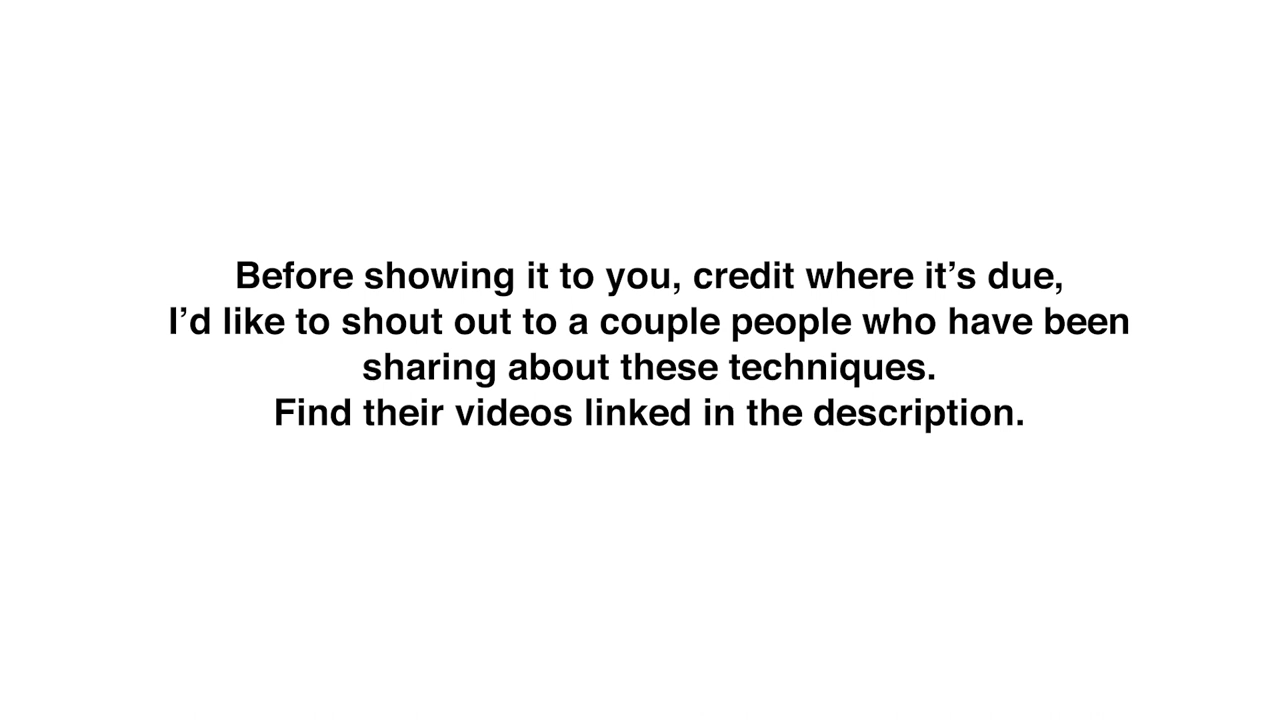 Before showing it to you, credit where it’s due,
I’d like to shout out to a couple people who have been
sharing about these techniques.
Find their videos linked in the description.